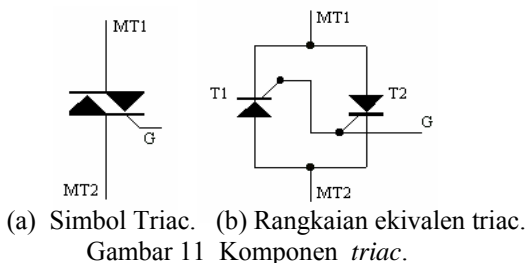 MT1
G
MT2
MT1
T1
T2
G
MT2
(a) Simbol Triac. (b) Rangkaian ekivalen triac.
Gambar 11 Komponen triac.